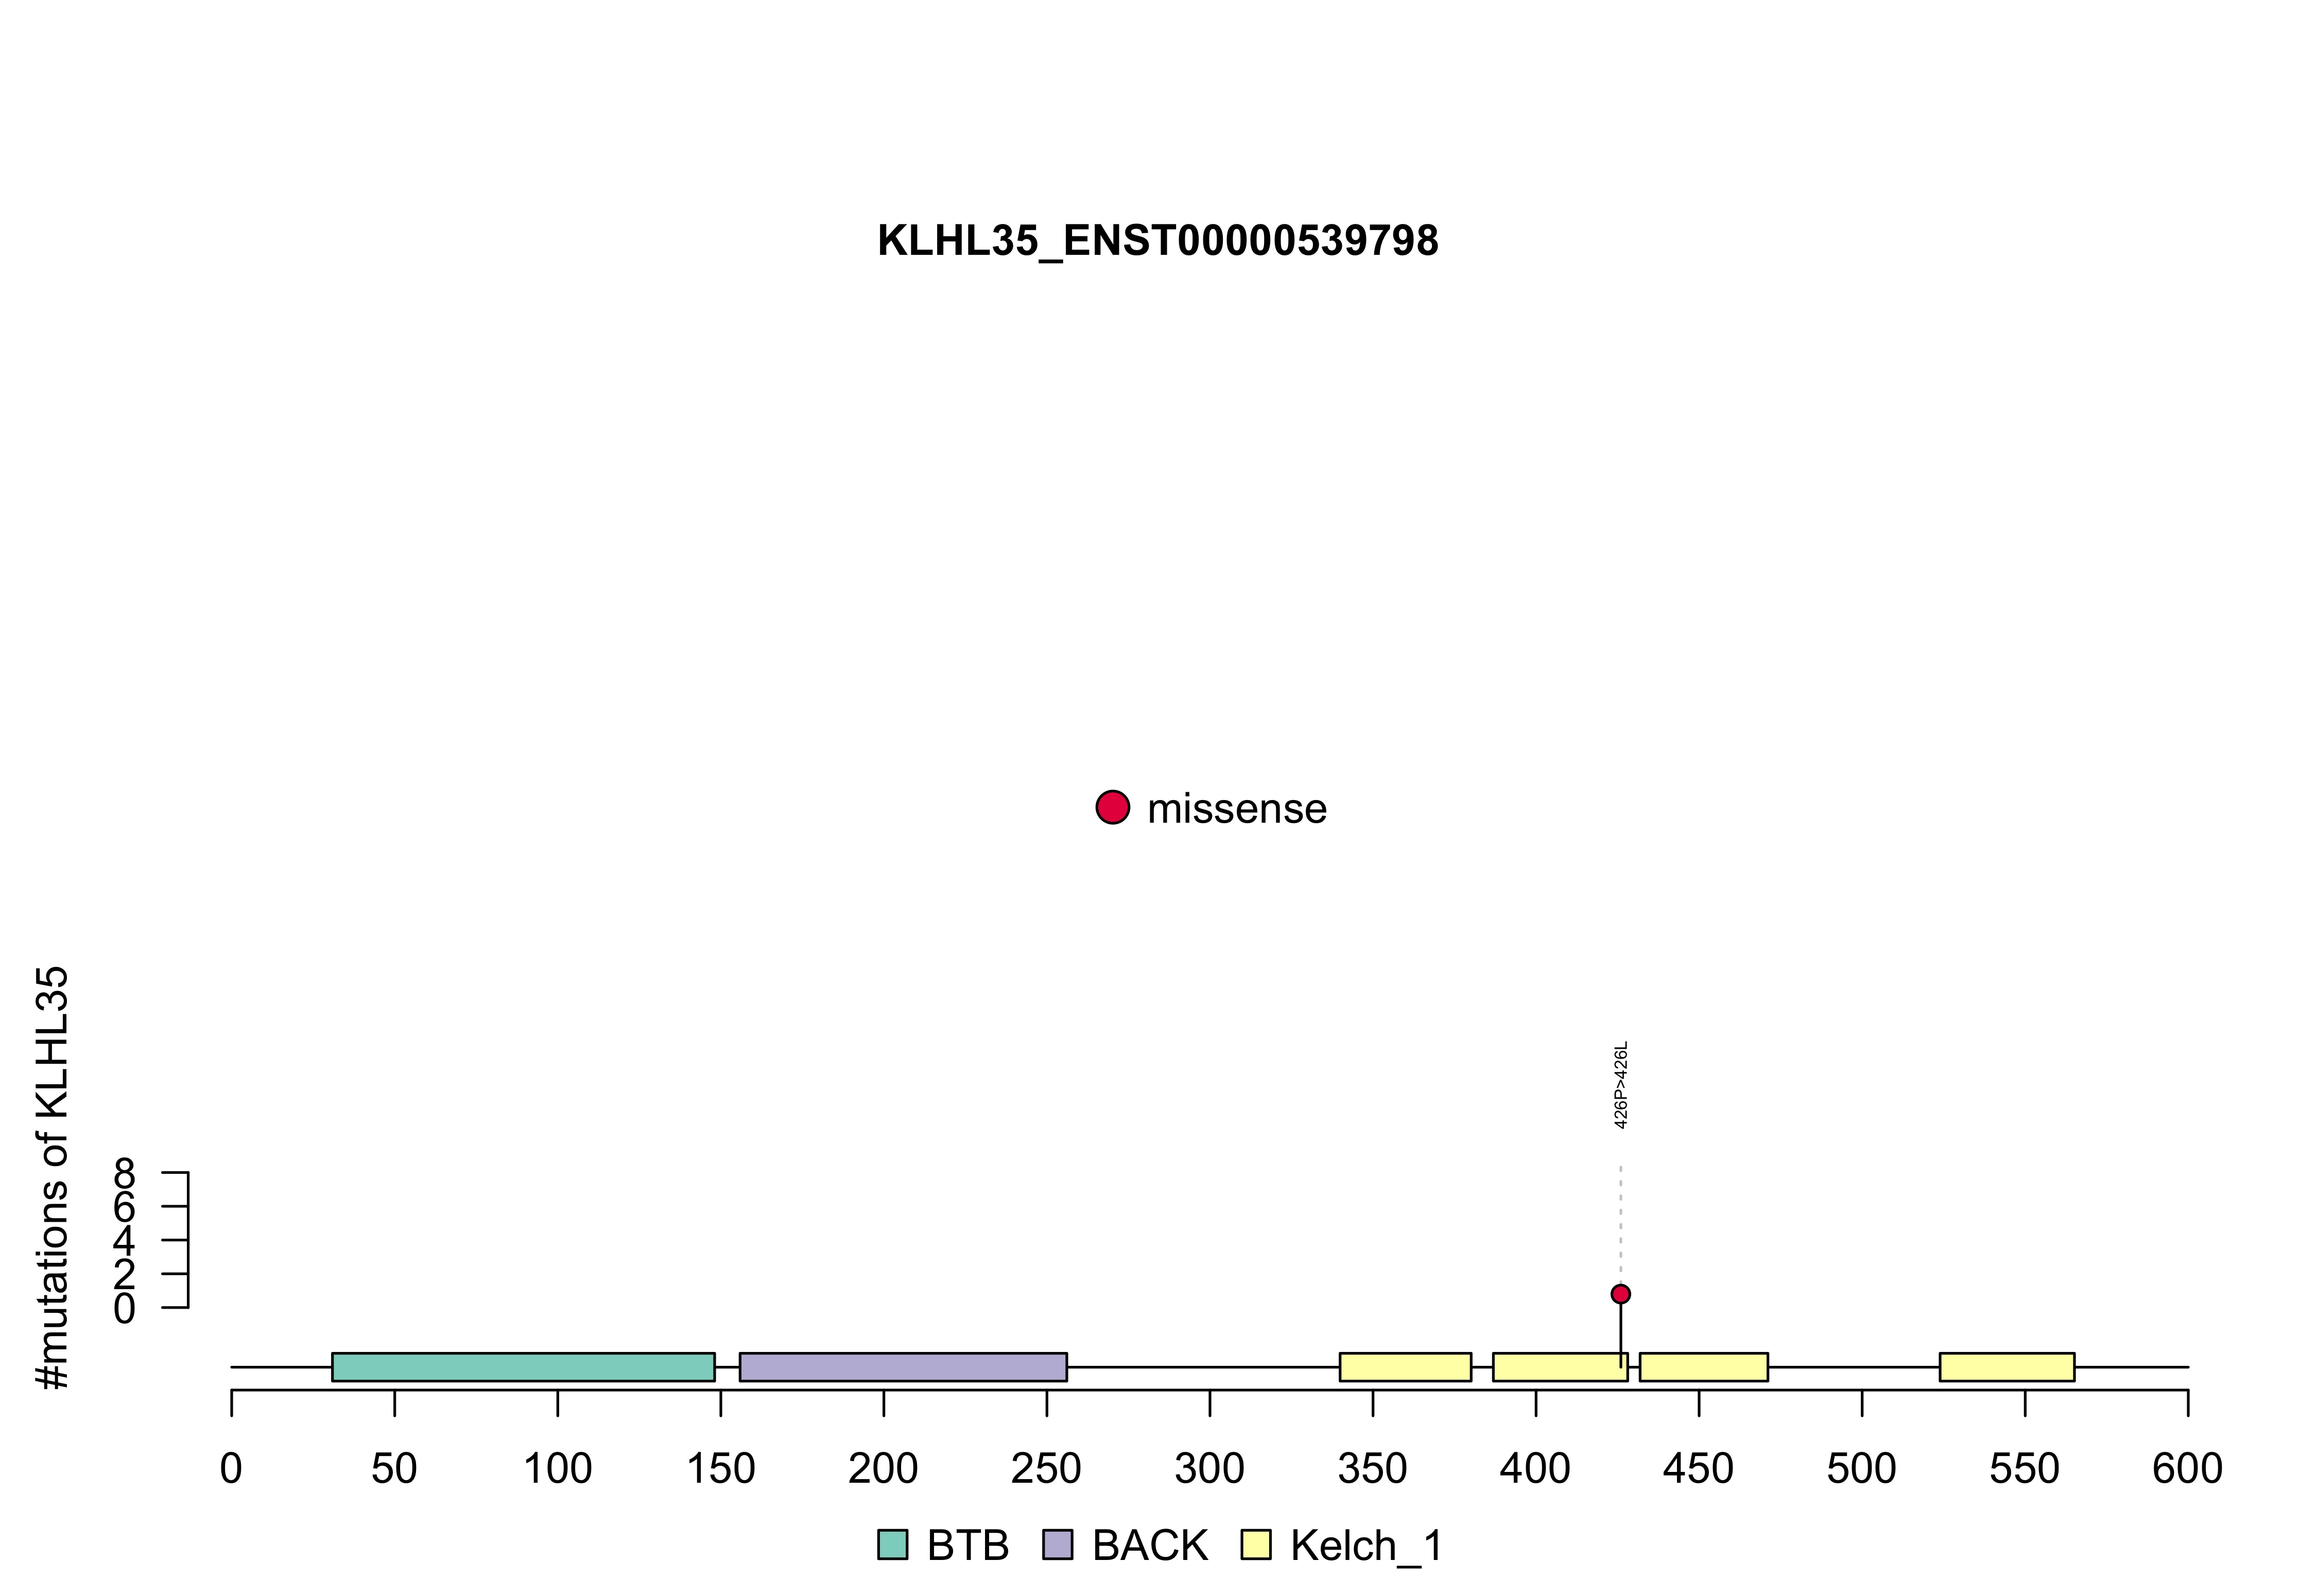 KLHL35_ENST00000539798
missense
#mutations of KLHL35
426P>426L
8
6
4
2
0
0 50 100 150 200 250 300 350 400 450 500 550 600
BTB BACK Kelch_1